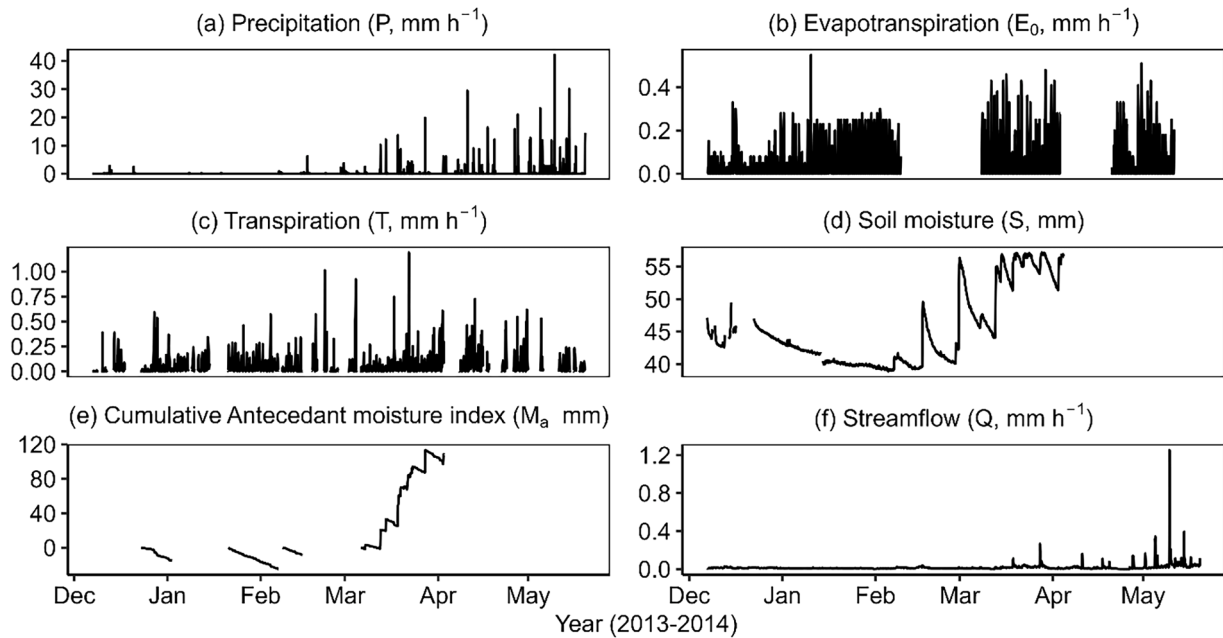 (a) Precipitation (P, mm h⁻¹)
40
30
20
10
0
(b) Evapotranspiration (E₀, mm h⁻¹)
0.4
0.2
0.0
(c) Transpiration (T, mm h⁻¹)
1.00
0.75
0.50
0.25
0.00
(d) Soil moisture (S, mm)
55
50
45
40
(e) Cumulative Antecedant moisture index (Mₐ mm)
120
80
40
0
Dec Jan Feb Mar Apr May
(f) Streamflow (Q, mm h⁻¹)
1.2
0.8
0.4
0.0
Dec Jan Feb Mar Apr May
Year (2013-2014)